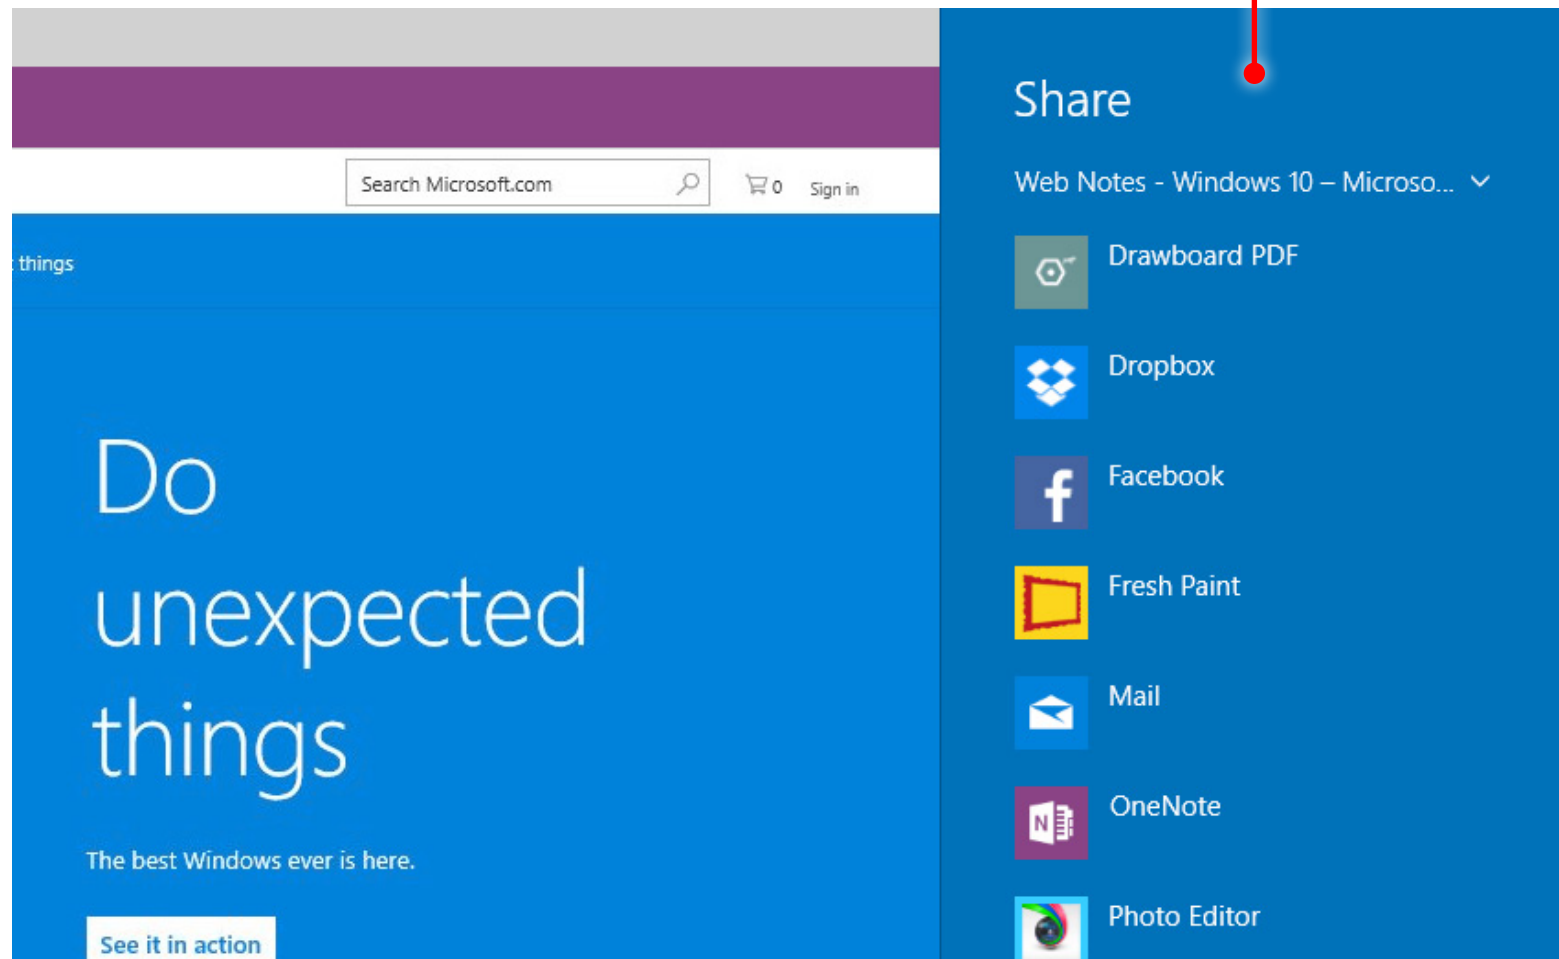 Search Microsoft.com
0
Sign in
things
Do
unexpected
things
The best Windows ever is here.
See it in action
Share
Web Notes - Windows 10 – Microso...
Drawboard PDF
Dropbox
Facebook
Fresh Paint
Mail
N
OneNote
Photo Editor